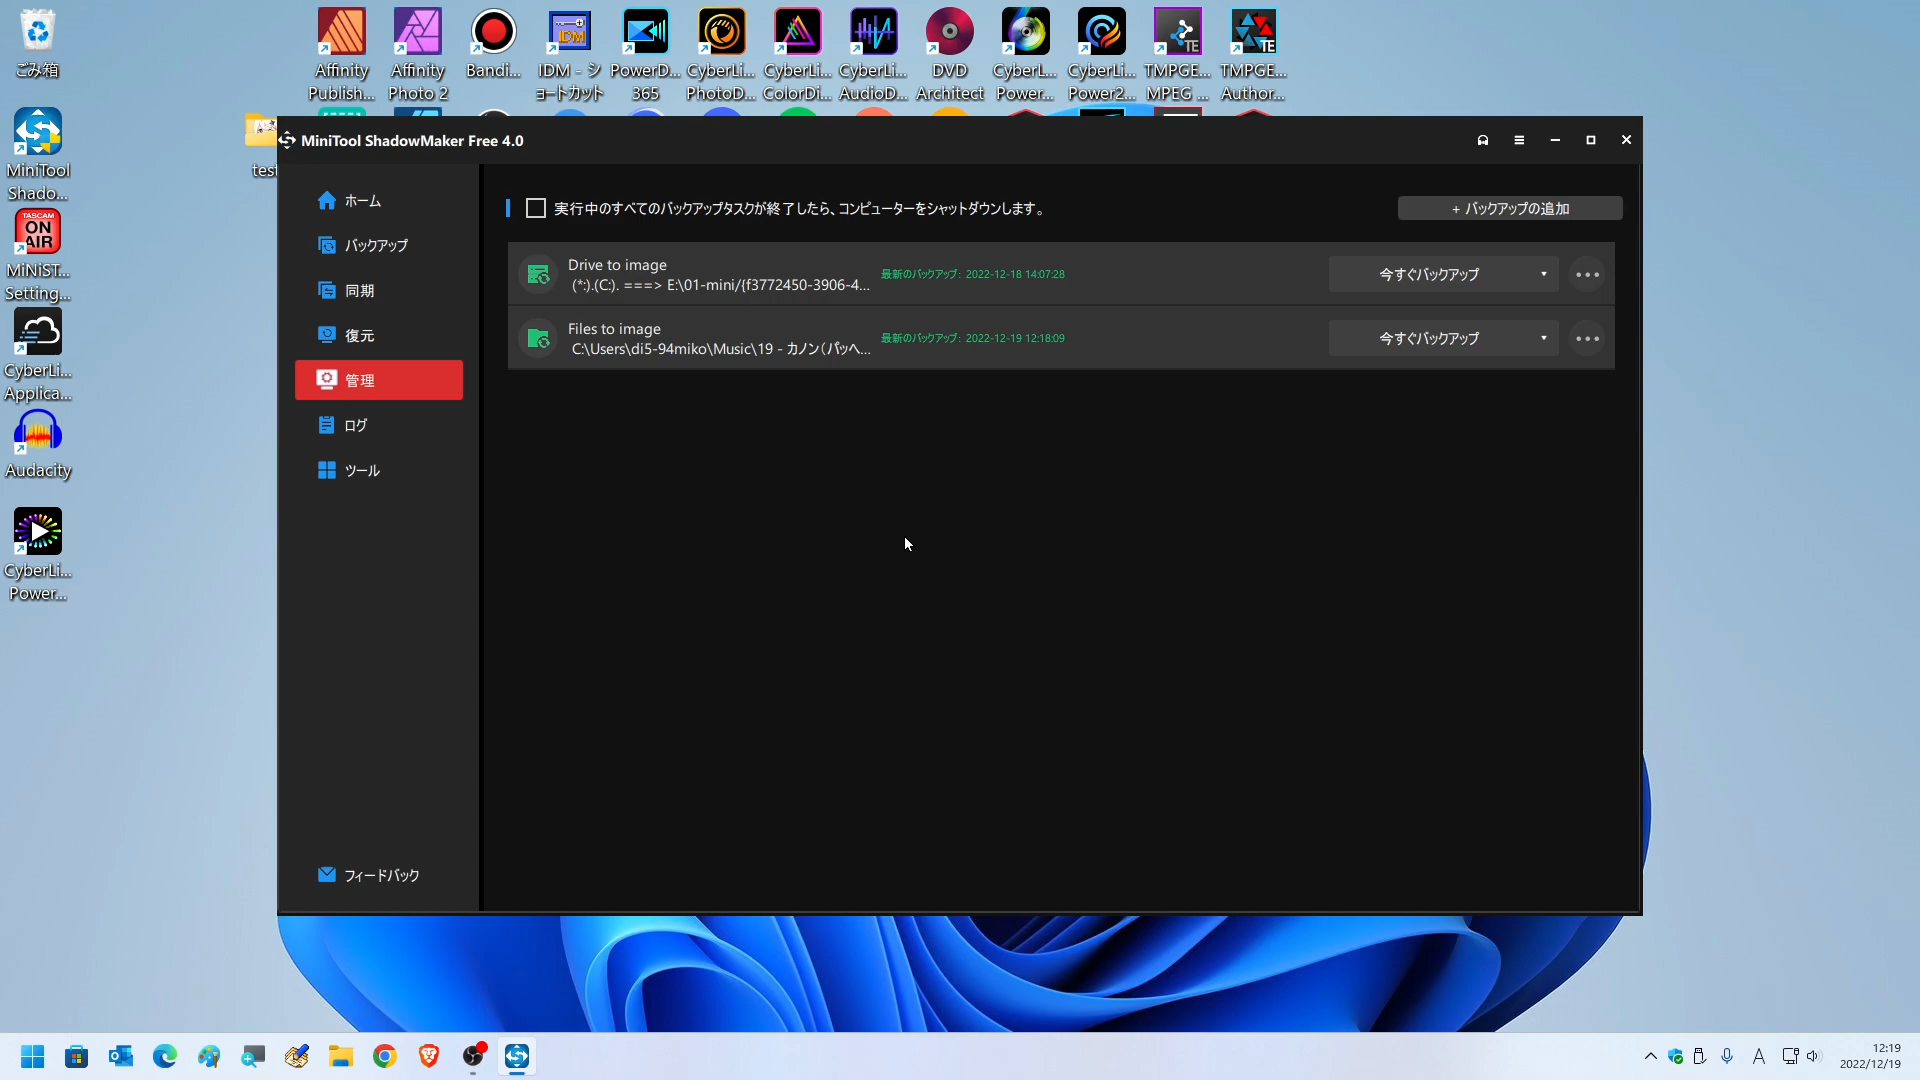 ごみ箱
Affinity
Publish...
Affinity
Photo 2
Bandi...
IDM - シ
ョートカット
PowerD...
365
CyberLi...
PhotoD...
CyberLi...
ColorDi...
CyberLi...
AudioD...
DVD
Architect
CyberL...
Power...
CyberLi...
Power2...
TMPGE...
MPEG ...
TMPGE...
Author...
MiniTool
Shado...
TASCAM
ON
AIR
MiNiST...
Setting...
CyberLi...
Applica...
Audacity
CyberLi...
Power...
test
MiniTool ShadowMaker Free 4.0
ホーム
バックアップ
同期
復元
管理
ログ
ツール
フィードバック
実行中のすべてのバックアップタスクが終了したら、コンピューターをシャットダウンします。
+ バックアップの追加
Drive to image
(*:).(C:). ===> E:\01-mini/{f3772450-3906-4...
最新のバックアップ: 2022-12-18 14:07:28
今すぐバックアップ
Files to image
C:\Users\di5-94miko\Music\19 - カノン(パッヘ...
最新のバックアップ: 2022-12-19 12:18:09
今すぐバックアップ
A
12:19
2022/12/19